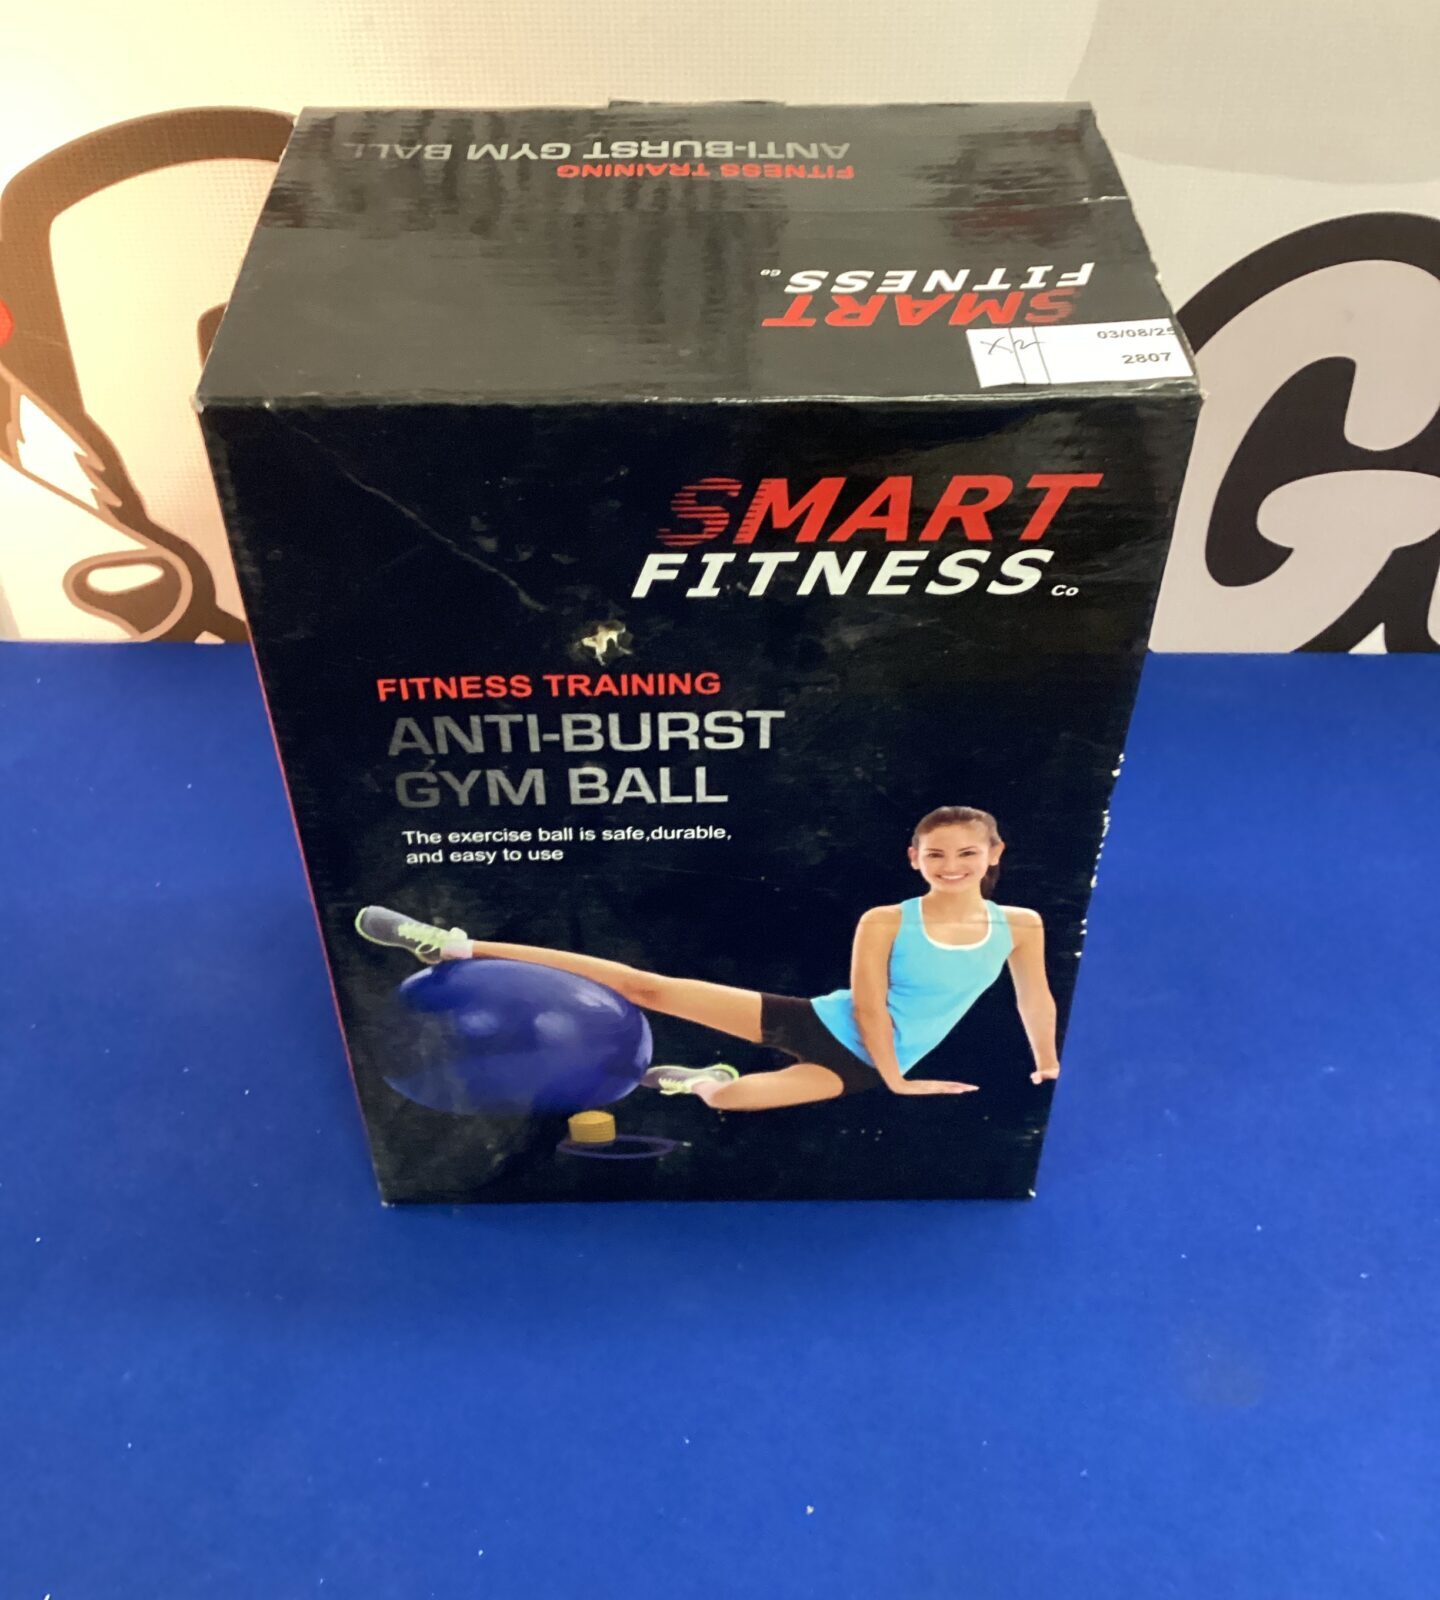 ANTI-BURST GYM BALL
FITNESS TRAINING
SMART
FITNESS Co
X2
03/08/25
2807
SMART
FITNESS Co
FITNESS TRAINING
ANTI-BURST
GYM BALL
The exercise ball is safe,durable,
and easy to use